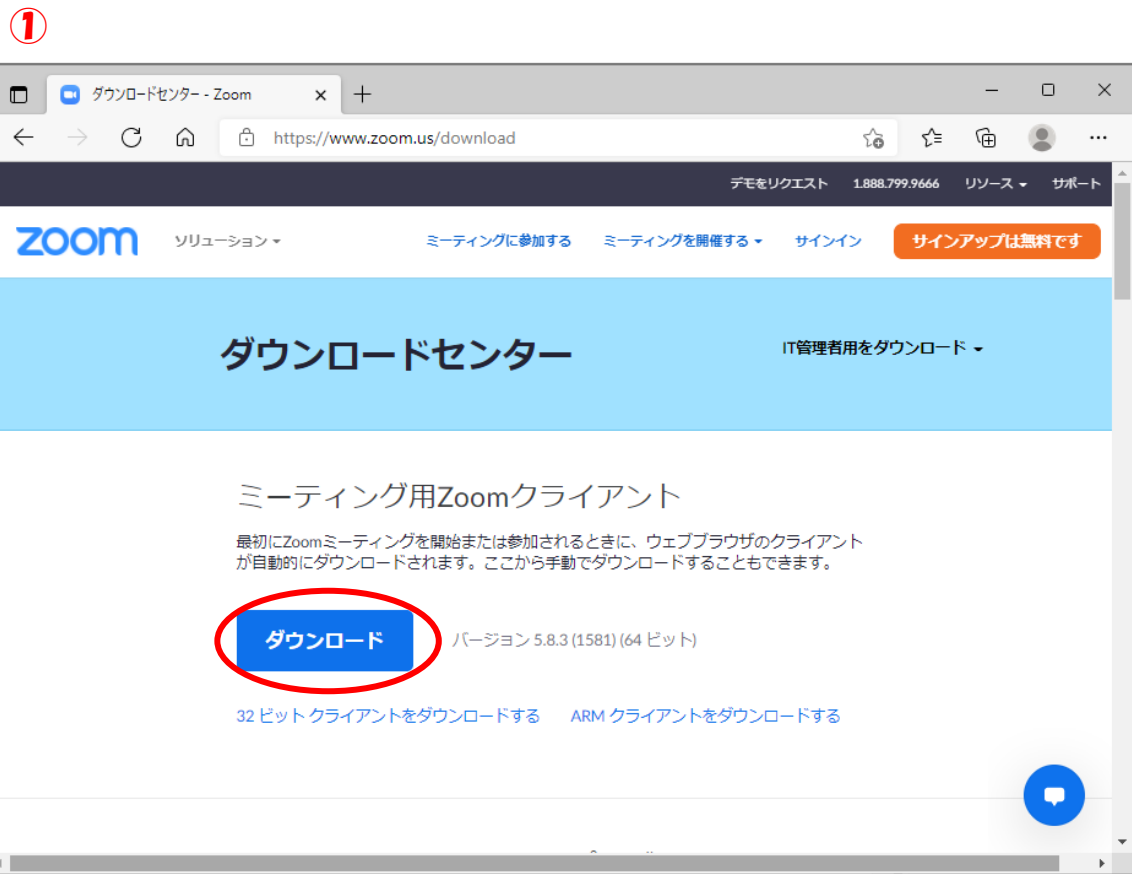 ①
ダウンロードセンター - Zoom
https://www.zoom.us/download
デモをリクエスト 1.888.799.9666 リソース サポート
zoom ソリューション ミーティングに参加する ミーティングを開催する サインイン サインアップは無料です
ダウンロードセンター
IT管理者用をダウンロード
ミーティング用Zoomクライアント
最初にZoomミーティングを開始または参加されるときに、ウェブブラウザのクライアント
が自動的にダウンロードされます。ここから手動でダウンロードすることもできます。
ダウンロード バージョン 5.8.3 (1581) (64 ビット)
32 ビット クライアントをダウンロードする ARM クライアントをダウンロードする